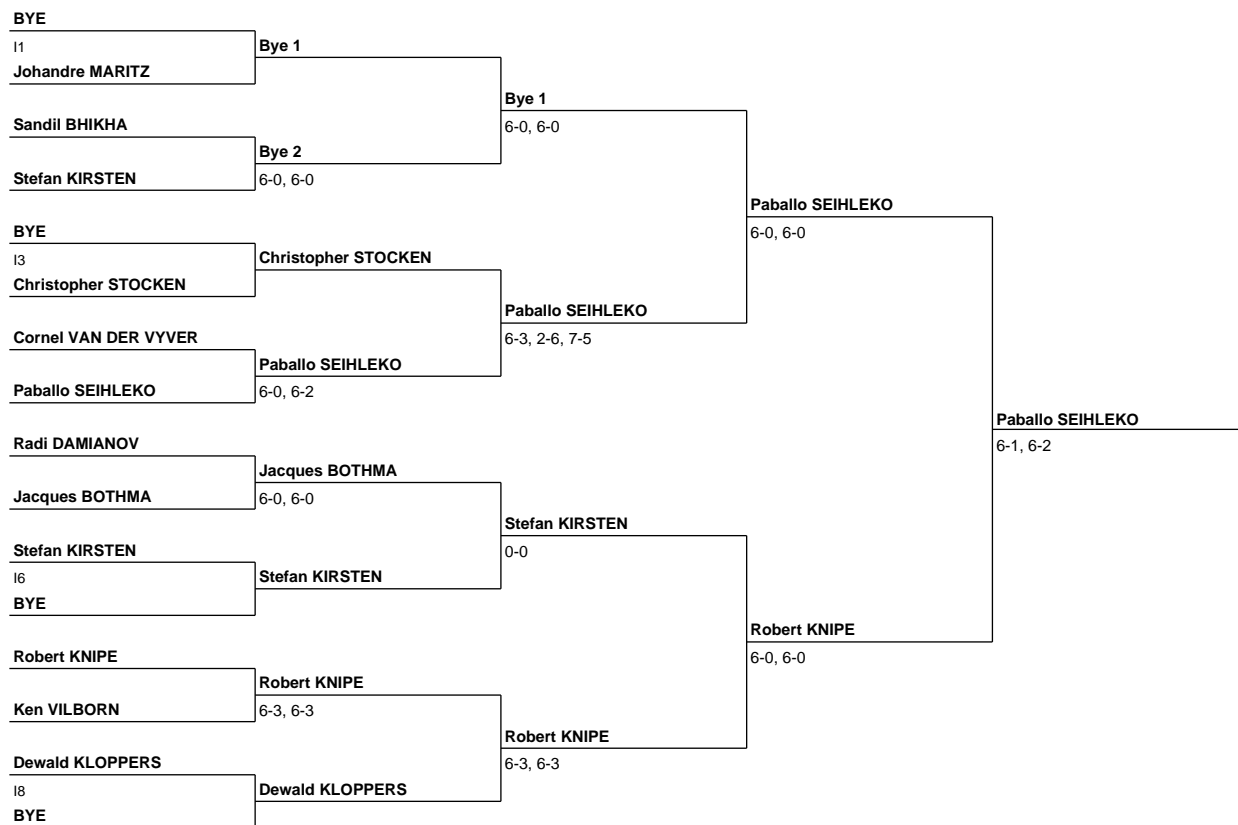 BYE
I1
Bye 1
Johandre MARITZ
Bye 1
6-0, 6-0
Sandil BHIKHA
Bye 2
Stefan KIRSTEN
6-0, 6-0
Paballo SEIHLEKO
6-0, 6-0
BYE
I3
Christopher STOCKEN
Christopher STOCKEN
Paballo SEIHLEKO
6-3, 2-6, 7-5
Cornel VAN DER VYVER
Paballo SEIHLEKO
Paballo SEIHLEKO
6-0, 6-2
Paballo SEIHLEKO
6-1, 6-2
Radi DAMIANOV
Jacques BOTHMA
Jacques BOTHMA
6-0, 6-0
Stefan KIRSTEN
0-0
Stefan KIRSTEN
I6
Stefan KIRSTEN
BYE
Robert KNIPE
6-0, 6-0
Robert KNIPE
Robert KNIPE
Ken VILBORN
6-3, 6-3
Robert KNIPE
6-3, 6-3
Dewald KLOPPERS
I8
Dewald KLOPPERS
BYE